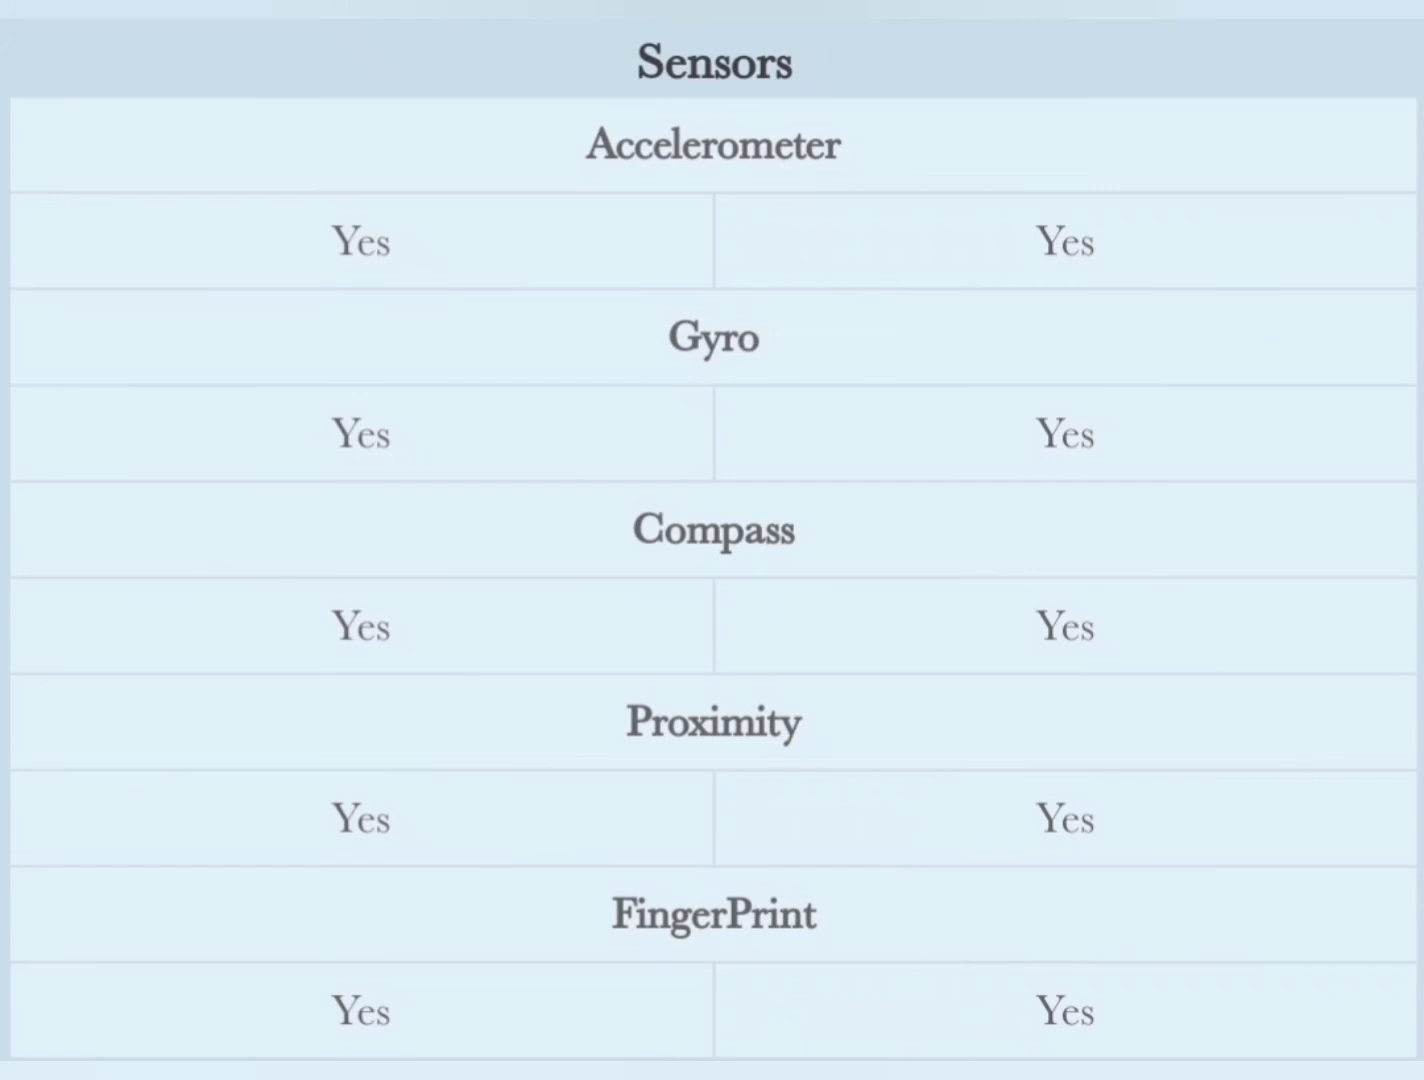 Sensors
Accelerometer
Yes Yes
Gyro
Yes Yes
Compass
Yes Yes
Proximity
Yes Yes
FingerPrint
Yes Yes